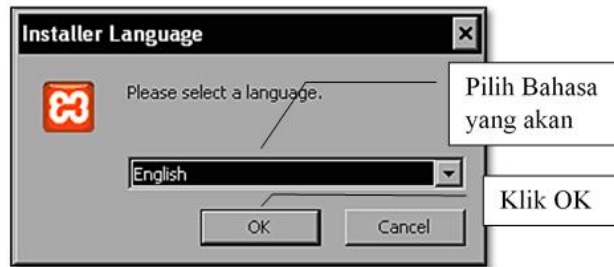 Installer Language
Please select a language.
Pilih Bahasa
yang akan
English
Klik OK
OK
Cancel